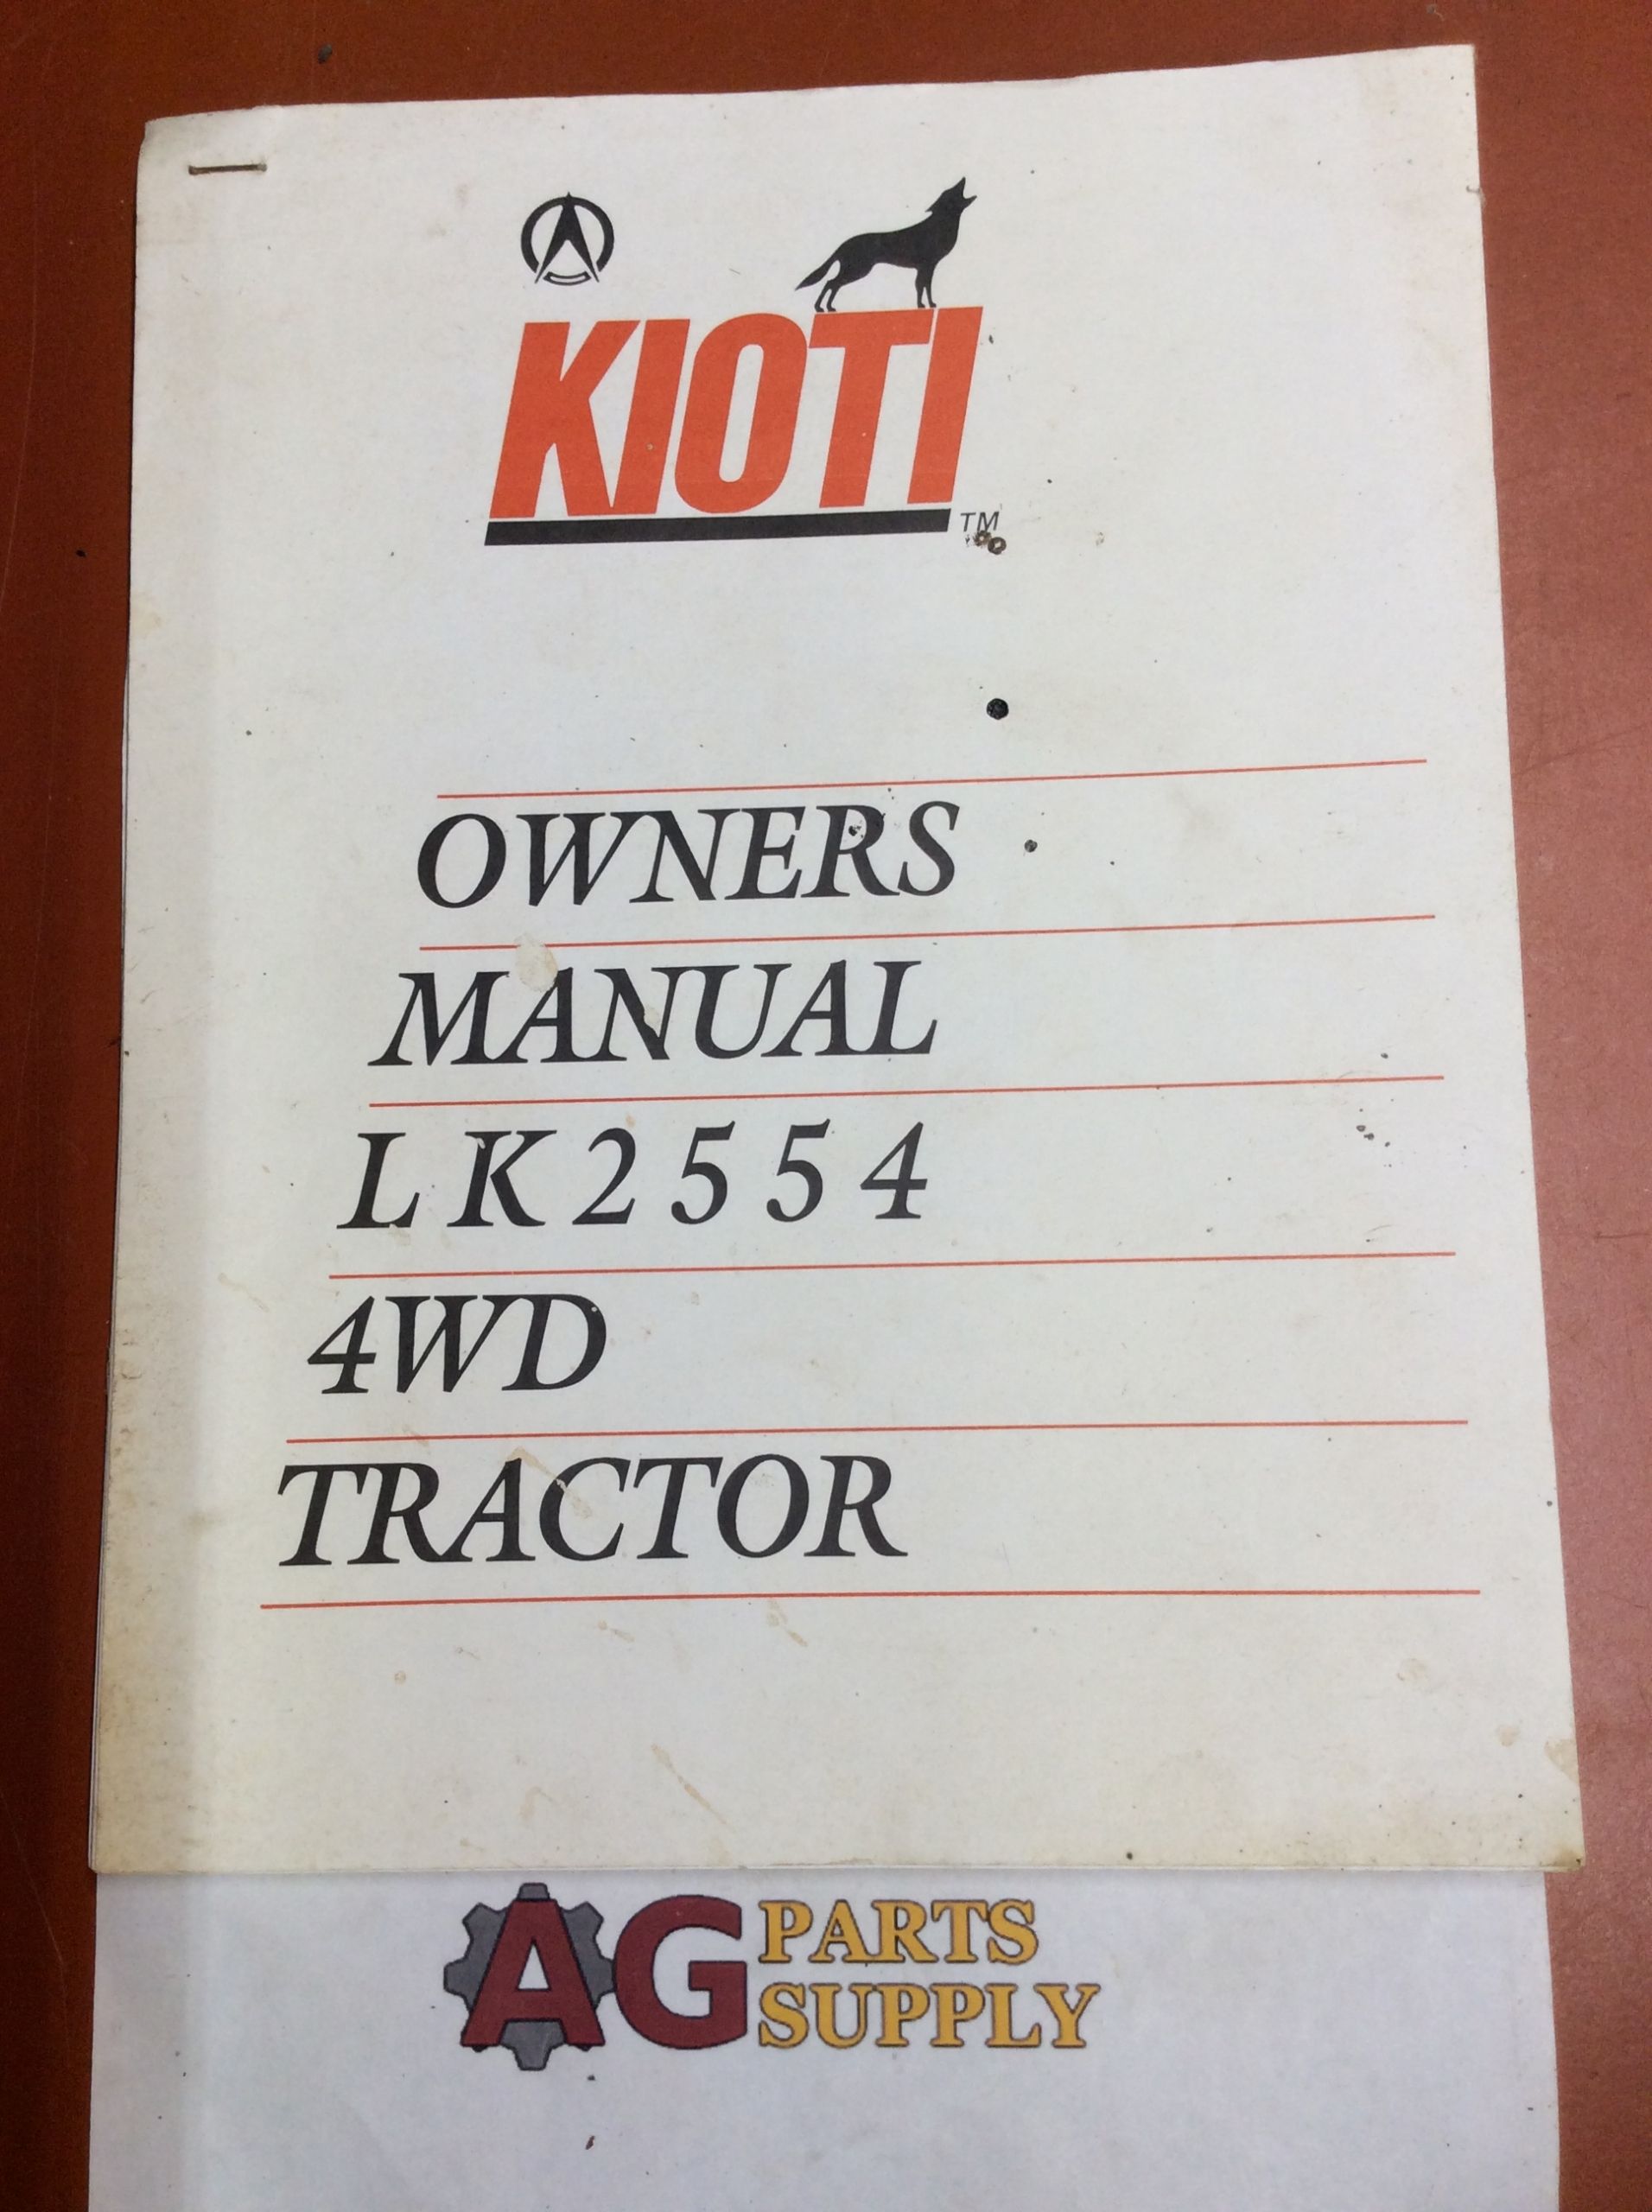 KIOTI
TM
OWNERS
MANUAL
LK2554
4WD
TRACTOR
AG PARTS
SUPPLY